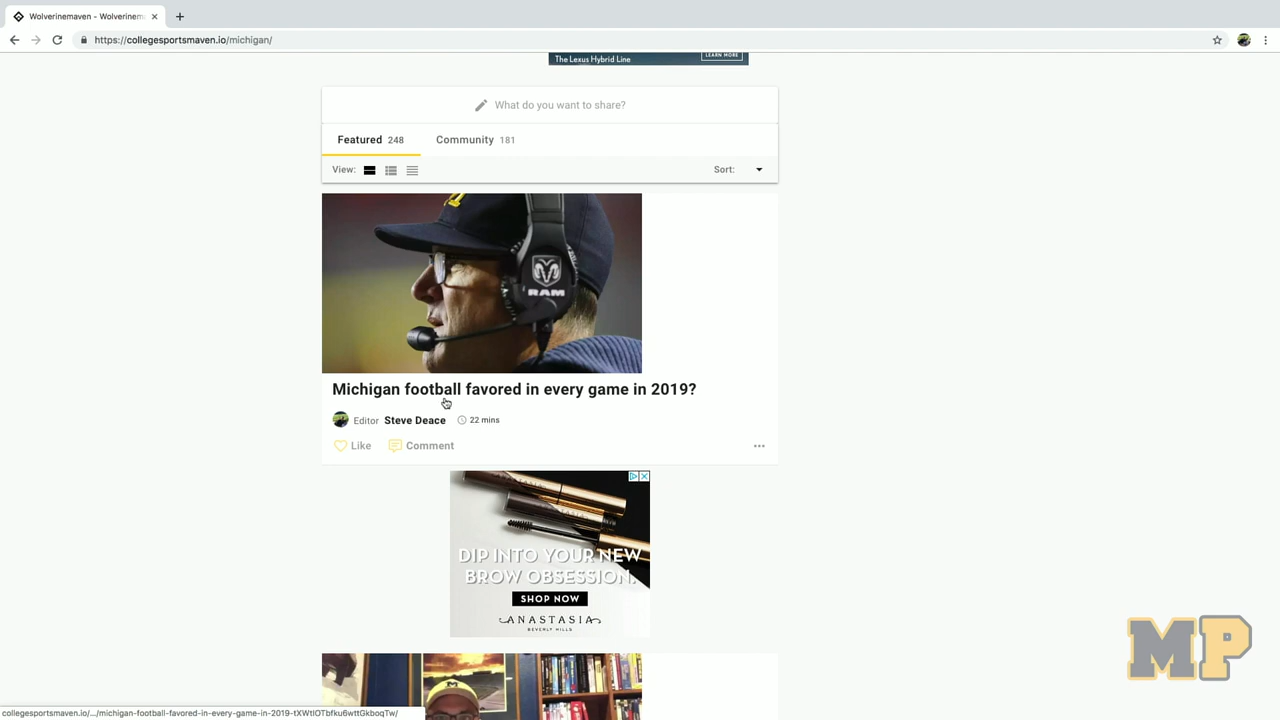 Wolverinemaven - Wolverinem
https://collegesportsmaven.io/michigan/
The Lexus Hybrid Line
LEARN MORE
What do you want to share?
Featured 248
Community 181
View:
Sort:
M
RAM
Michigan football favored in every game in 2019?
Editor Steve Deace 22 mins
Like
Comment
DIP INTO YOUR NEW
BROW OBSESSION.
SHOP NOW
ANASTASIA
BEVERLY HILLS
M
MP
collegesportsmaven.io/.../michigan-football-favored-in-every-game-in-2019-tXWtIOTbfku6wttGkboqTw/